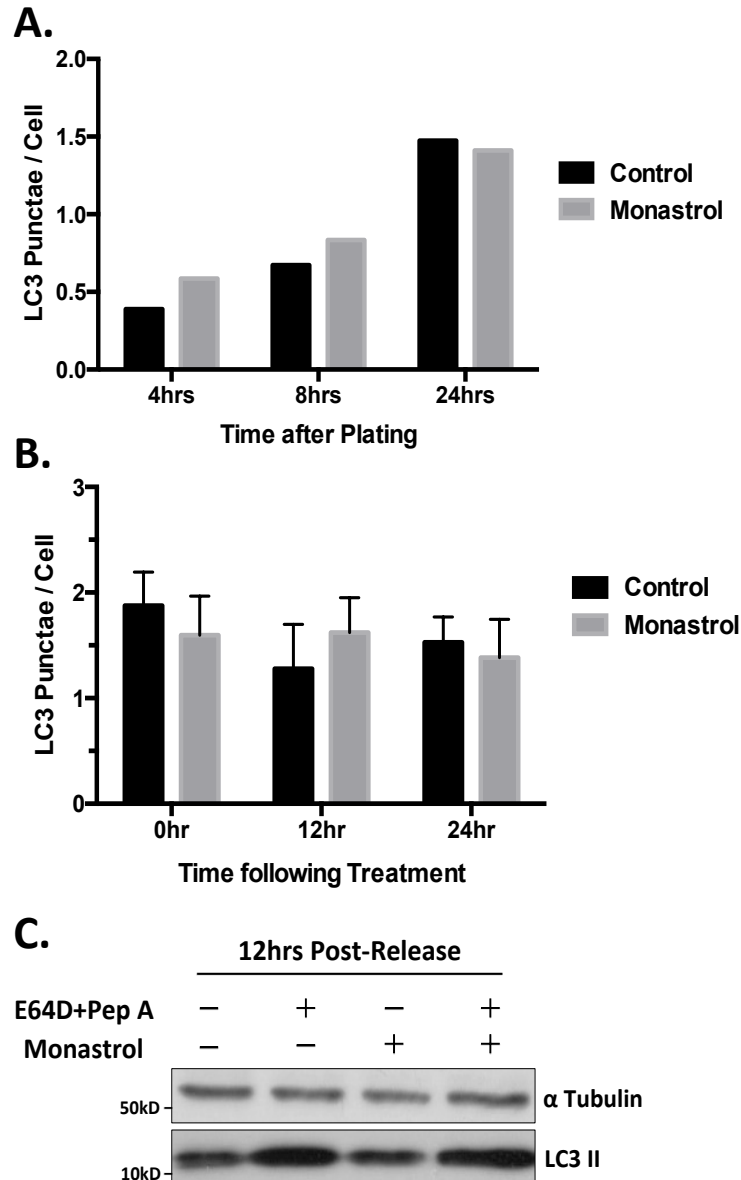 A.
2.0
1.5
1.0
0.5
0.0
LC3 Punctae / Cell
4hrs 8hrs 24hrs
Time after Plating
Control
Monastrol
B.
3
2
1
0
LC3 Punctae / Cell
0hr 12hr 24hr
Time following Treatment
Control
Monastrol
C.
12hrs Post-Release
E64D+Pep A − + − +
Monastrol − − + +
50kD α Tubulin
10kD LC3 II